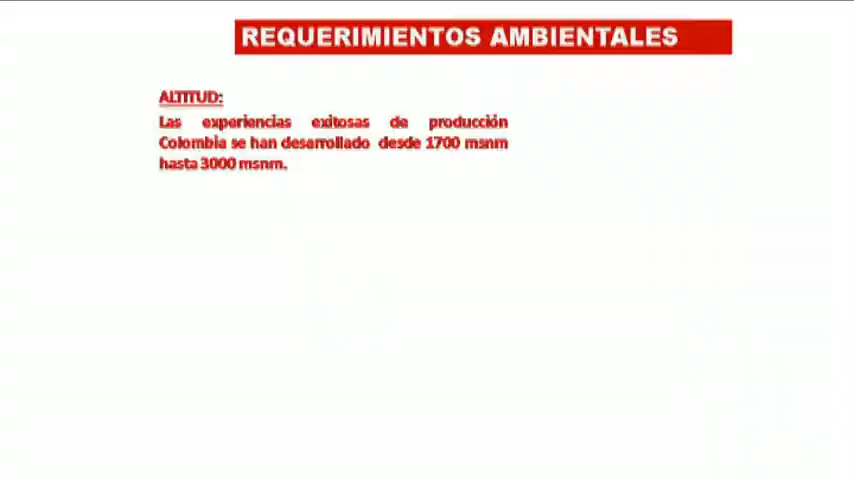 REQUERIMIENTOS AMBIENTALES
ALTITUD:
Las experiencias exitosas de producción
Colombia se han desarrollado desde 1700 msnm
hasta 3000 msnm.